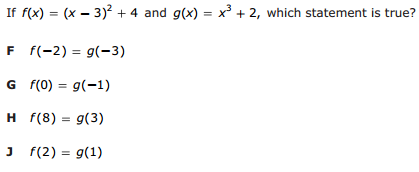 If f(x) = (x – 3)² + 4 and g(x) = x³ + 2, which statement is true?
F f(−2) = g(−3)
G f(0) = g(−1)
H f(8) = g(3)
J f(2) = g(1)